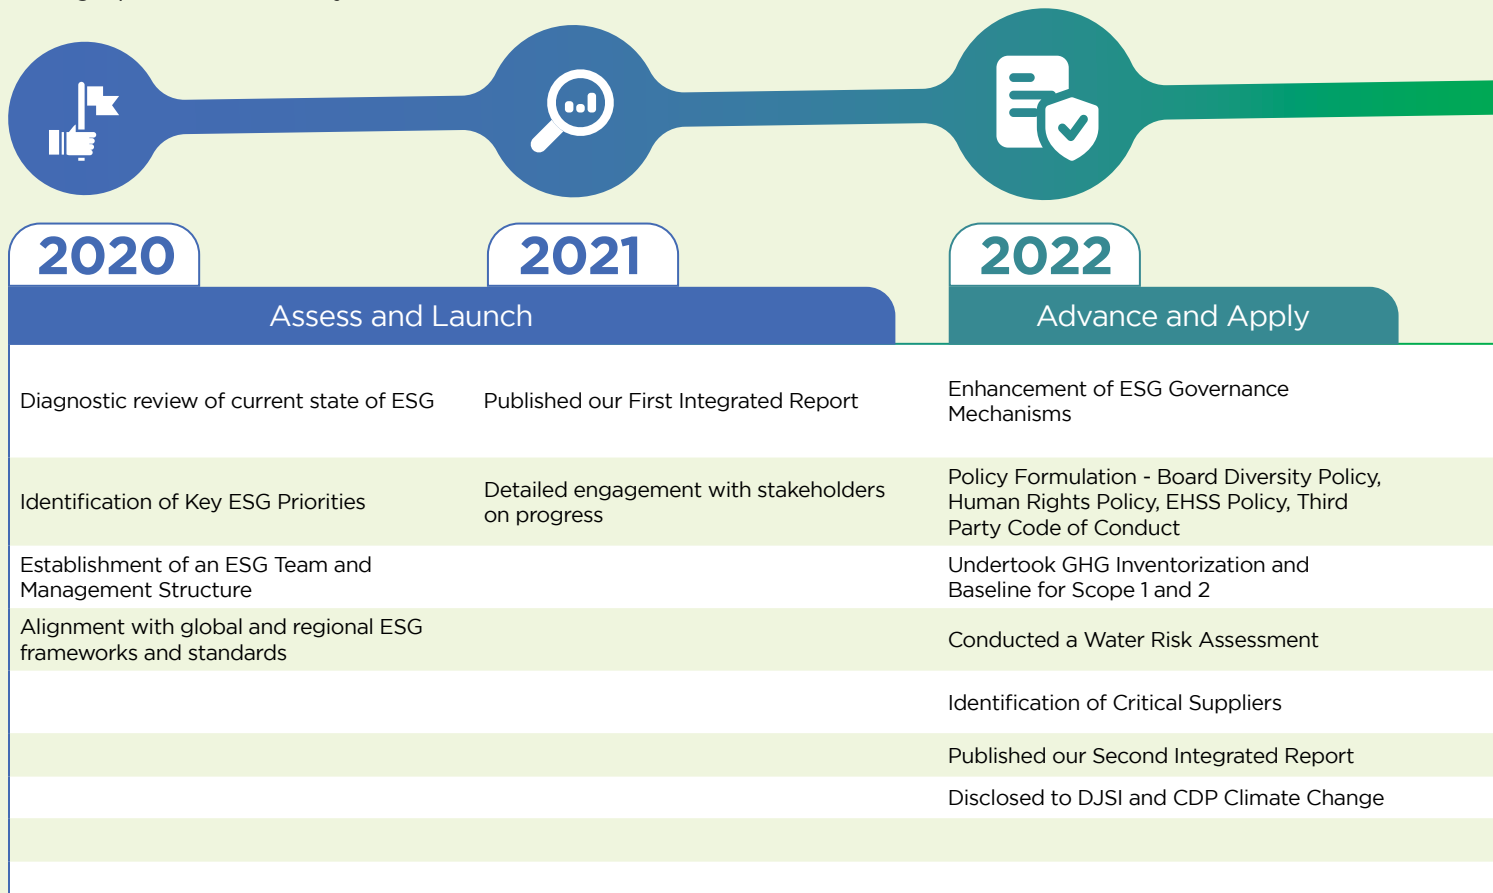 2020
2021
2022
Assess and Launch
Advance and Apply
Diagnostic review of current state of ESG
Published our First Integrated Report
Enhancement of ESG Governance
Mechanisms
Identification of Key ESG Priorities
Detailed engagement with stakeholders
on progress
Policy Formulation - Board Diversity Policy,
Human Rights Policy, EHSS Policy, Third
Party Code of Conduct
Establishment of an ESG Team and
Management Structure
Undertook GHG Inventorization and
Baseline for Scope 1 and 2
Alignment with global and regional ESG
frameworks and standards
Conducted a Water Risk Assessment
Identification of Critical Suppliers
Published our Second Integrated Report
Disclosed to DJSI and CDP Climate Change